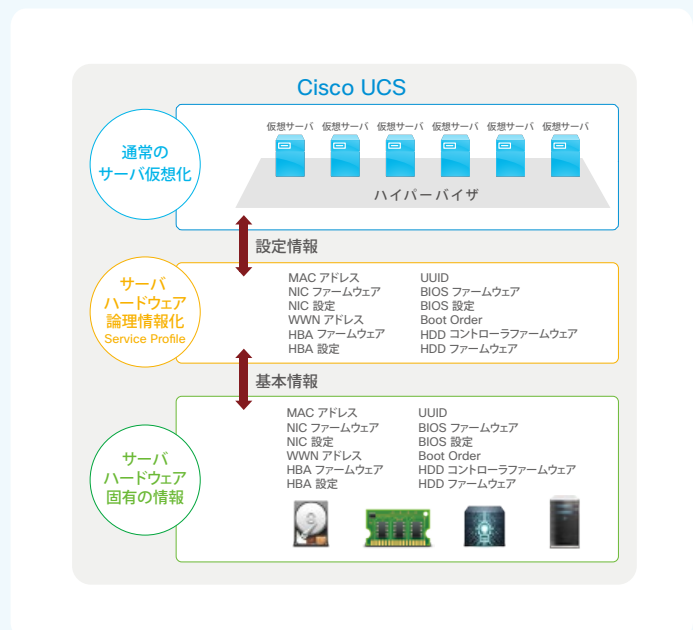 Cisco UCS
通常の
サーバ仮想化
仮想サーバ 仮想サーバ 仮想サーバ 仮想サーバ 仮想サーバ 仮想サーバ
ハイパーバイザ
設定情報
サーバ
ハードウェア
論理情報化
Service Profile
MAC アドレス
NIC ファームウェア
NIC 設定
WWN アドレス
HBA ファームウェア
HBA 設定
UUID
BIOS ファームウェア
BIOS 設定
Boot Order
HDD コントローラファームウェア
HDD ファームウェア
基本情報
サーバ
ハードウェア
固有の情報
MAC アドレス
NIC ファームウェア
NIC 設定
WWN アドレス
HBA ファームウェア
HBA 設定
UUID
BIOS ファームウェア
BIOS 設定
Boot Order
HDD コントローラファームウェア
HDD ファームウェア